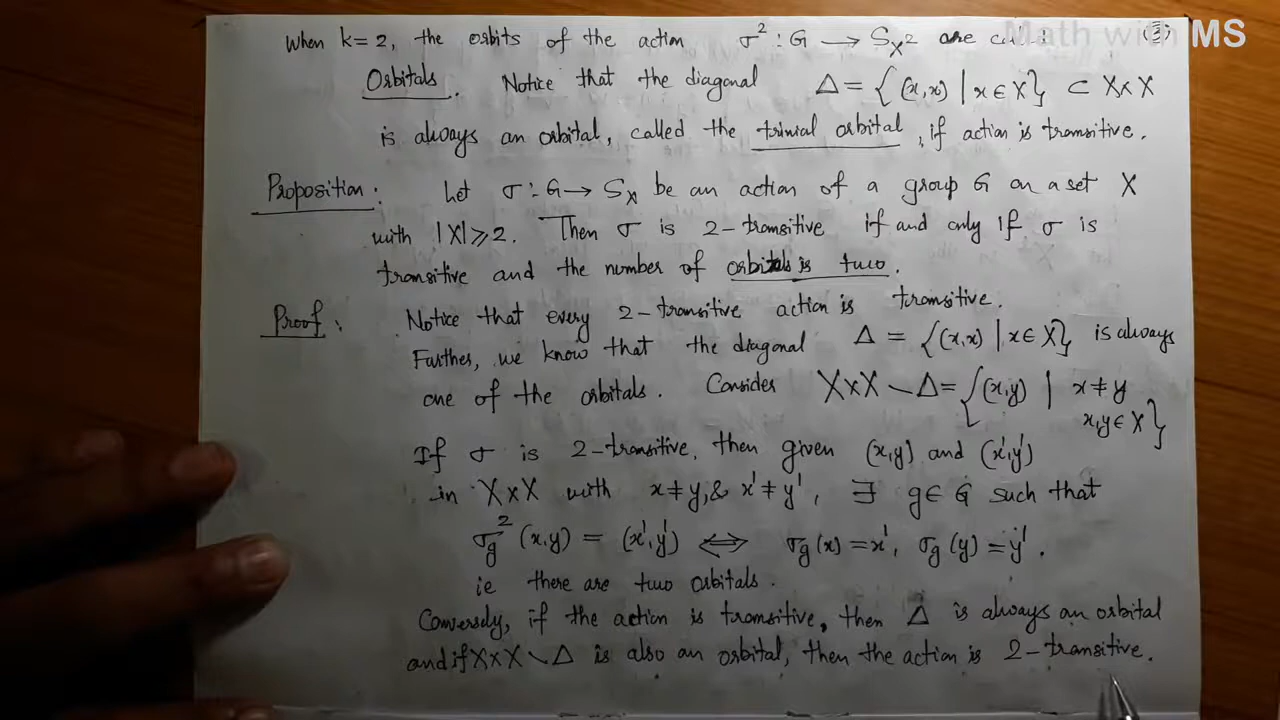 When k=2, the orbits of the action σ² : G → S_X² are
Orbitals. Notice that the diagonal Δ = {(x,x) | x ∈ X} ⊂ X×X
is always an orbital, called the trivial orbital, if action is transitive.
Proposition: Let σ : G → S_X be an action of a group G on a set X
with |X| ≥ 2. Then σ is 2-transitive if and only if σ is
transitive and the number of orbitals is two.
Proof: Notice that every 2-transitive action is transitive.
Further, we know that the diagonal Δ = {(x,x) | x ∈ X} is always
one of the orbitals. Consider X×X ∖ Δ = {(x,y) | x ≠ y
x,y ∈ X}
If σ is 2-transitive, then given (x,y) and (x',y')
in X×X with x ≠ y, & x' ≠ y', ∃ g ∈ G such that
σ_g² (x,y) = (x',y') ⟺ σ_g(x) = x', σ_g(y) = y'.
ie there are two orbitals.
Conversely, if the action is transitive, then Δ is always an orbital
and if X×X ∖ Δ is also an orbital, then the action is 2-transitive.
Math with MS